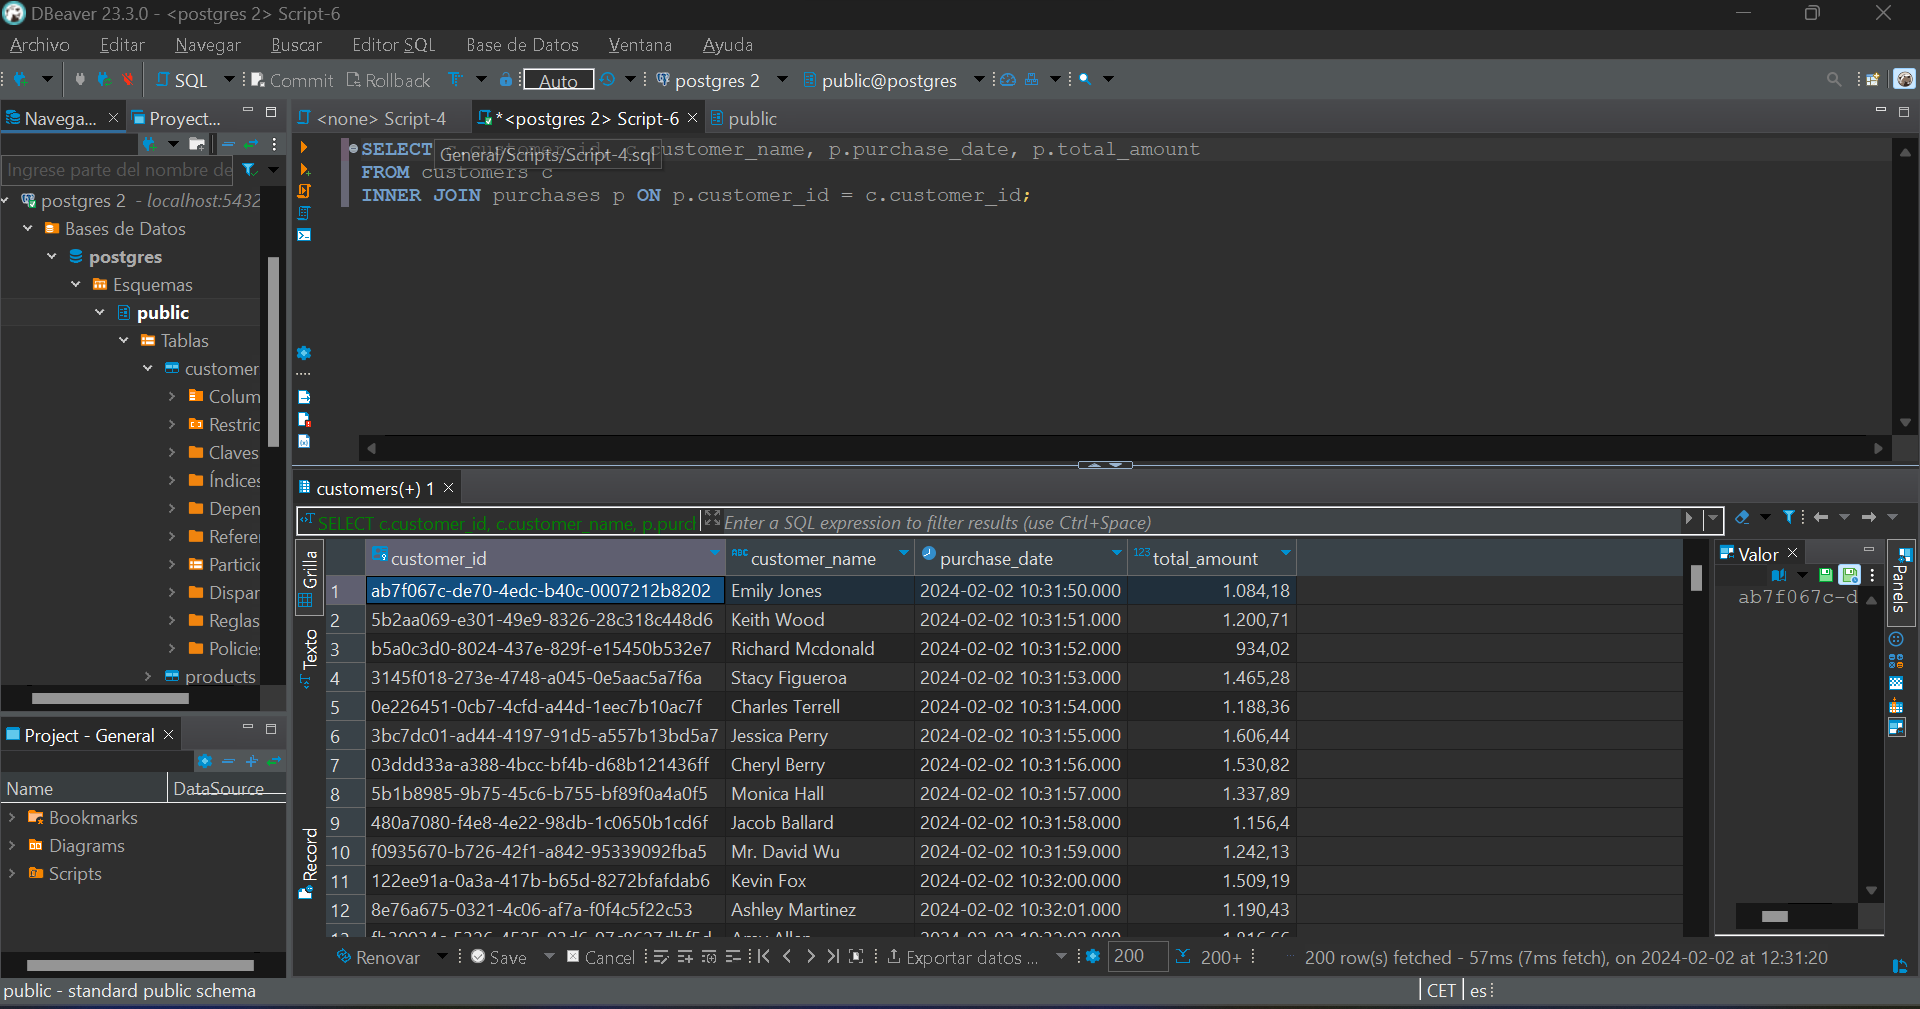 DBeaver 23.3.0 - <postgres 2> Script-6
Archivo Editar Navegar Buscar Editor SQL Base de Datos Ventana Ayuda
SQL Commit Rollback Auto postgres 2 public@postgres
Navega... Proyect...
<none> Script-4 *<postgres 2> Script-6 public
Ingrese parte del nombre de
postgres 2 - localhost:5432
Bases de Datos
postgres
Esquemas
public
Tablas
customer
Colum
Restric
Claves
Índices
Depen
Refere
Partici
Dispar
Reglas
Policie
products
Project - General
Name DataSource
Bookmarks
Diagrams
Scripts
SELECT c.customer_id, c.customer_name, p.purchase_date, p.total_amount
General/Scripts/Script-4.sql
FROM customers c
INNER JOIN purchases p ON p.customer_id = c.customer_id;
customers(+) 1
SELECT c.customer_id, c.customer_name, p.purcl Enter a SQL expression to filter results (use Ctrl+Space)
Grilla
Texto
Record
customer_id ABC customer_name purchase_date 123 total_amount
1 ab7f067c-de70-4edc-b40c-0007212b8202 Emily Jones 2024-02-02 10:31:50.000 1.084,18
2 5b2aa069-e301-49e9-8326-28c318c448d6 Keith Wood 2024-02-02 10:31:51.000 1.200,71
3 b5a0c3d0-8024-437e-829f-e15450b532e7 Richard Mcdonald 2024-02-02 10:31:52.000 934,02
4 3145f018-273e-4748-a045-0e5aac5a7f6a Stacy Figueroa 2024-02-02 10:31:53.000 1.465,28
5 0e226451-0cb7-4cfd-a44d-1eec7b10ac7f Charles Terrell 2024-02-02 10:31:54.000 1.188,36
6 3bc7dc01-ad44-4197-91d5-a557b13bd5a7 Jessica Perry 2024-02-02 10:31:55.000 1.606,44
7 03ddd33a-a388-4bcc-bf4b-d68b121436ff Cheryl Berry 2024-02-02 10:31:56.000 1.530,82
8 5b1b8985-9b75-45c6-b755-bf89f0a4a0f5 Monica Hall 2024-02-02 10:31:57.000 1.337,89
9 480a7080-f4e8-4e22-98db-1c0650b1cd6f Jacob Ballard 2024-02-02 10:31:58.000 1.156,4
10 f0935670-b726-42f1-a842-95339092fba5 Mr. David Wu 2024-02-02 10:31:59.000 1.242,13
11 122ee91a-0a3a-417b-b65d-8272bfafdab6 Kevin Fox 2024-02-02 10:32:00.000 1.509,19
12 8e76a675-0321-4c06-af7a-f0f4c5f22c53 Ashley Martinez 2024-02-02 10:32:01.000 1.190,43
Valor
ab7f067c-d
Panels
Renovar Save Cancel Exportar datos ... 200 200+ 200 row(s) fetched - 57ms (7ms fetch), on 2024-02-02 at 12:31:20
public - standard public schema CET es